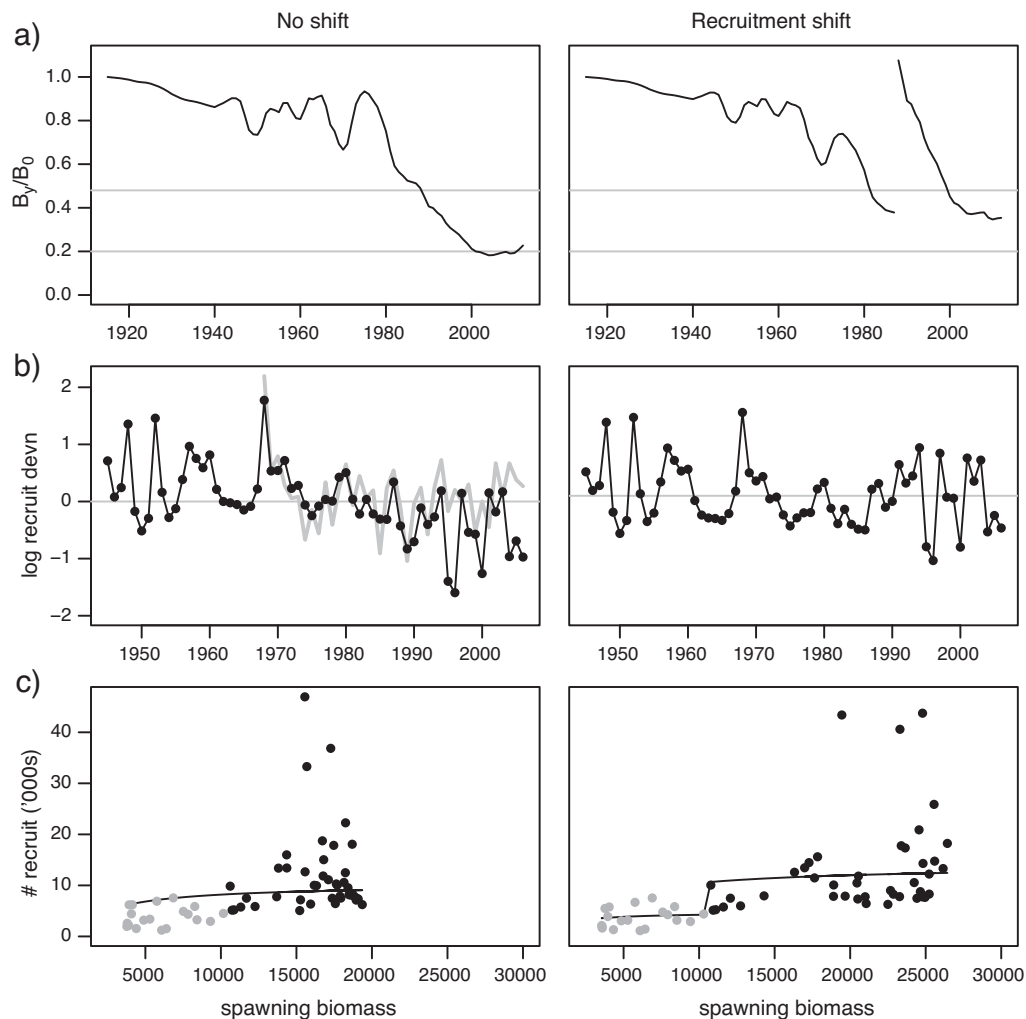 No shift
Recruitment shift
a)
By/B0
1.0
0.8
0.6
0.4
0.2
0.0
1920 1940 1960 1980 2000
1920 1940 1960 1980 2000
b)
log recruit devn
2
1
0
−1
−2
1950 1960 1970 1980 1990 2000
1950 1960 1970 1980 1990 2000
c)
# recruit ('000s)
40
30
20
10
0
5000 10000 15000 20000 25000 30000
5000 10000 15000 20000 25000 30000
spawning biomass
spawning biomass